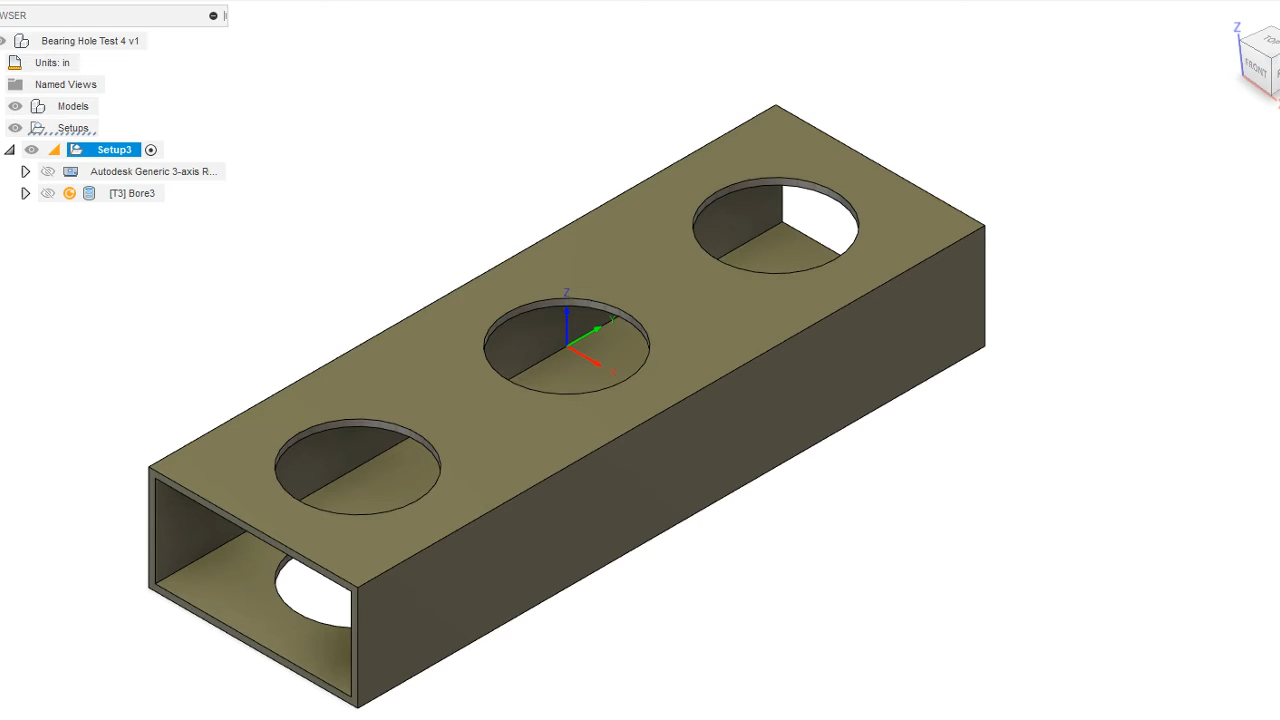 WSER
Bearing Hole Test 4 v1
Units: in
Named Views
Models
Setups
Setup3
Autodesk Generic 3-axis R...
[T3] Bore3
Z
TOP
FRONT
Z
Y
X